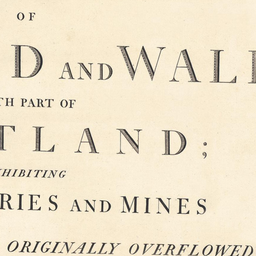 OF
D AND WAL
TH PART OF
TLAND;
HIBITING
RIES AND MINES
ORIGINALLY OVERFLOWED